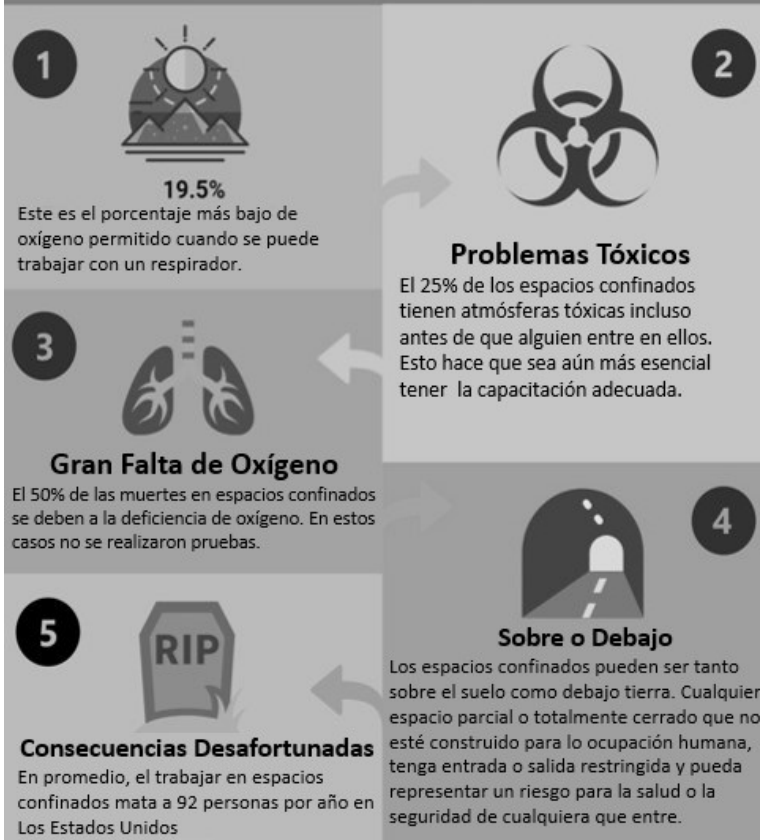 1
19.5%
Este es el porcentaje más bajo de
oxígeno permitido cuando se puede
trabajar con un respirador.
2
Problemas Tóxicos
El 25% de los espacios confinados
tienen atmósferas tóxicas incluso
antes de que alguien entre en ellos.
Esto hace que sea aún más esencial
tener la capacitación adecuada.
3
Gran Falta de Oxígeno
El 50% de las muertes en espacios confinados
se deben a la deficiencia de oxígeno. En estos
casos no se realizaron pruebas.
4
Sobre o Debajo
Los espacios confinados pueden ser tanto
sobre el suelo como debajo tierra. Cualquier
espacio parcial o totalmente cerrado que no
esté construido para lo ocupación humana,
tenga entrada o salida restringida y pueda
representar un riesgo para la salud o la
seguridad de cualquiera que entre.
5
RIP
Consecuencias Desafortunadas
En promedio, el trabajar en espacios
confinados mata a 92 personas por año en
Los Estados Unidos